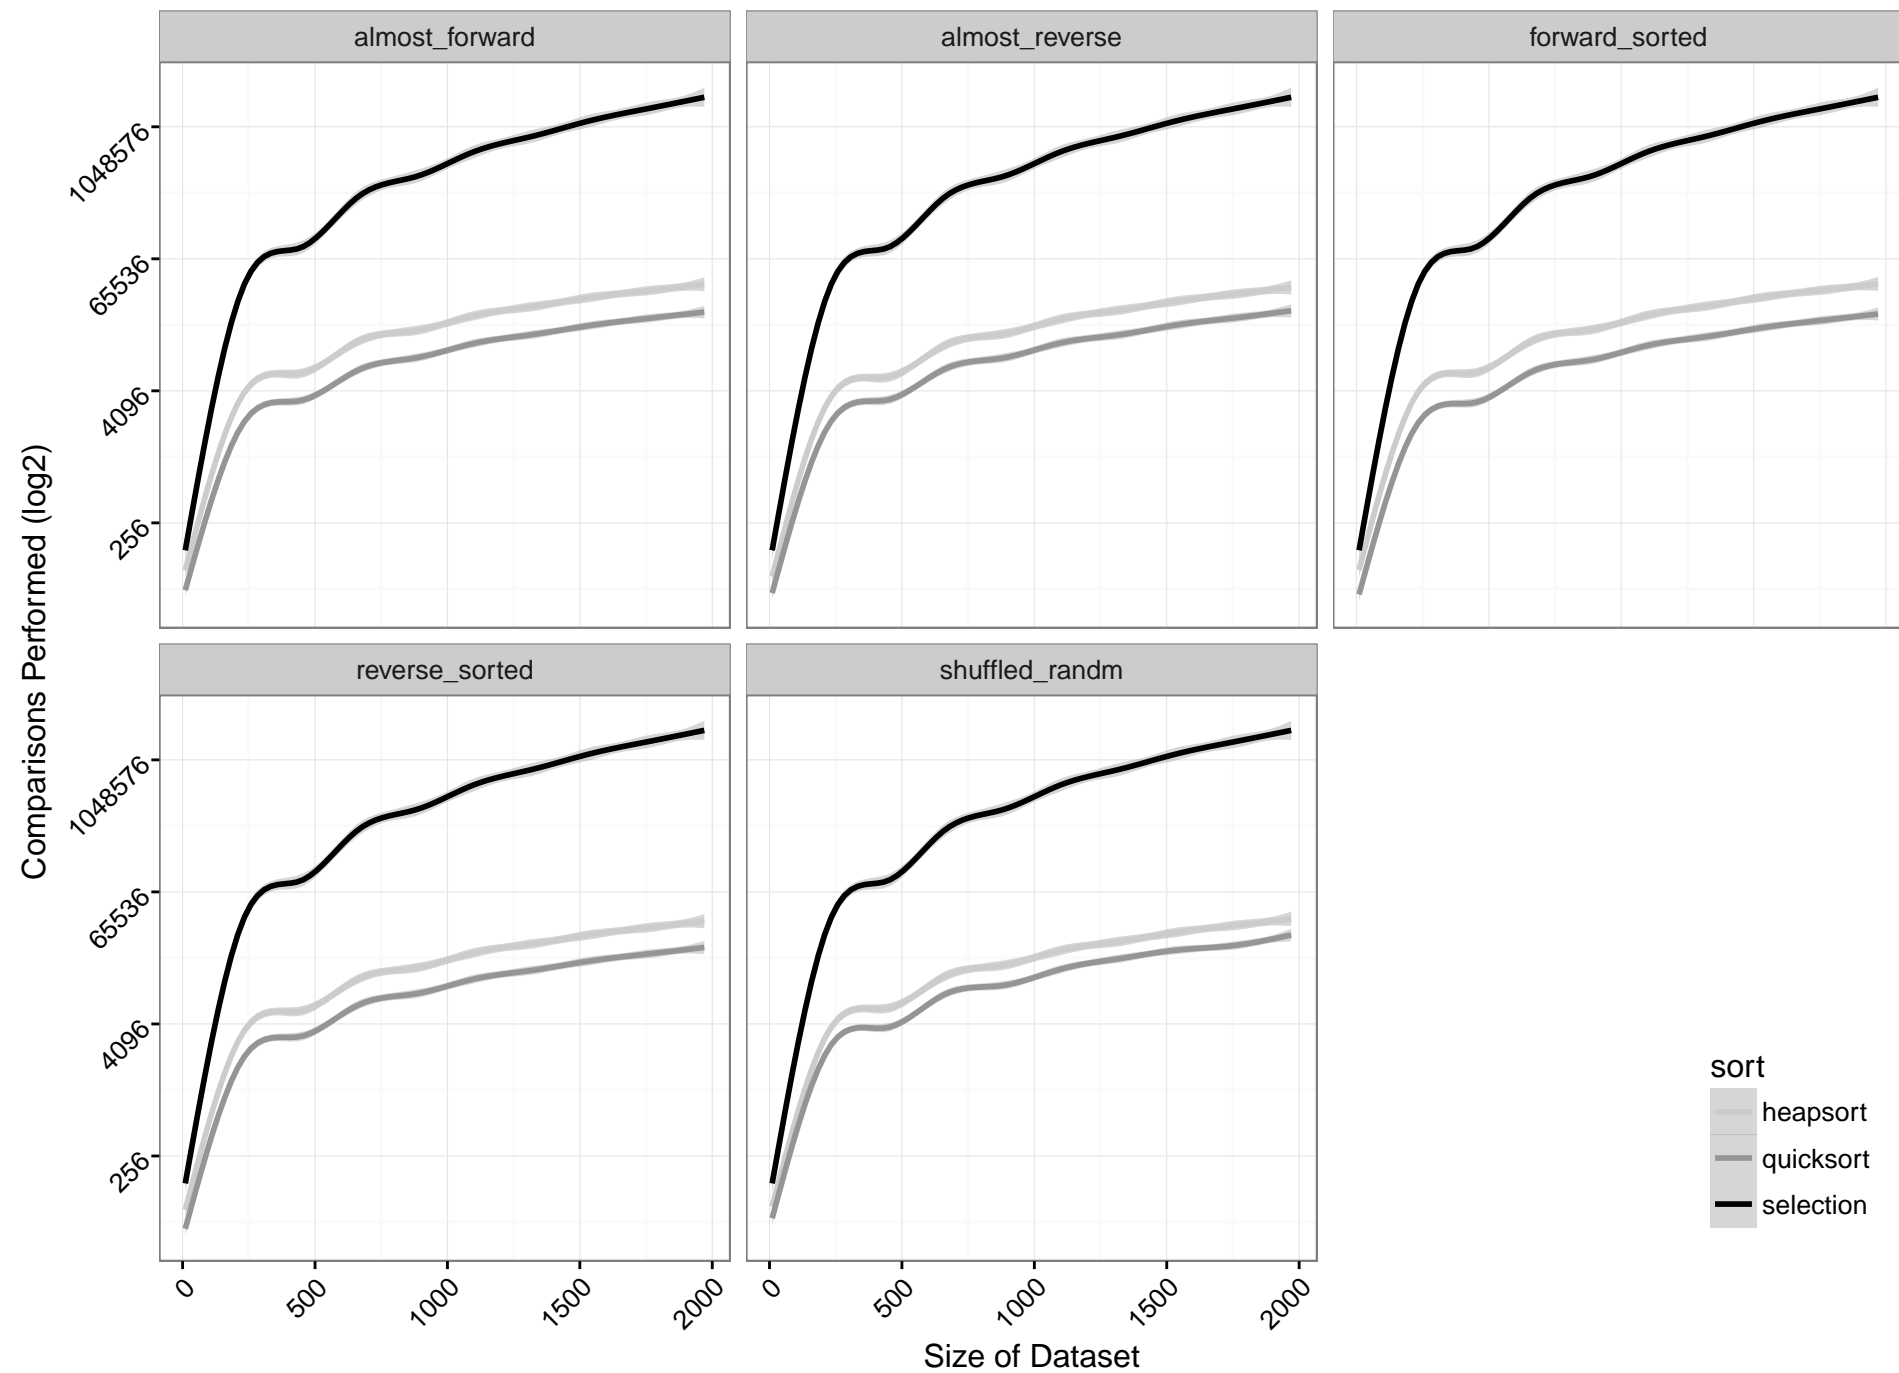 almost_forward
almost_reverse
forward_sorted
1048576
65536
4096
256
Comparisons Performed (log2)
reverse_sorted
shuffled_randm
1048576
65536
4096
256
0
500
1000
1500
2000
0
500
1000
1500
2000
Size of Dataset
sort
heapsort
quicksort
selection